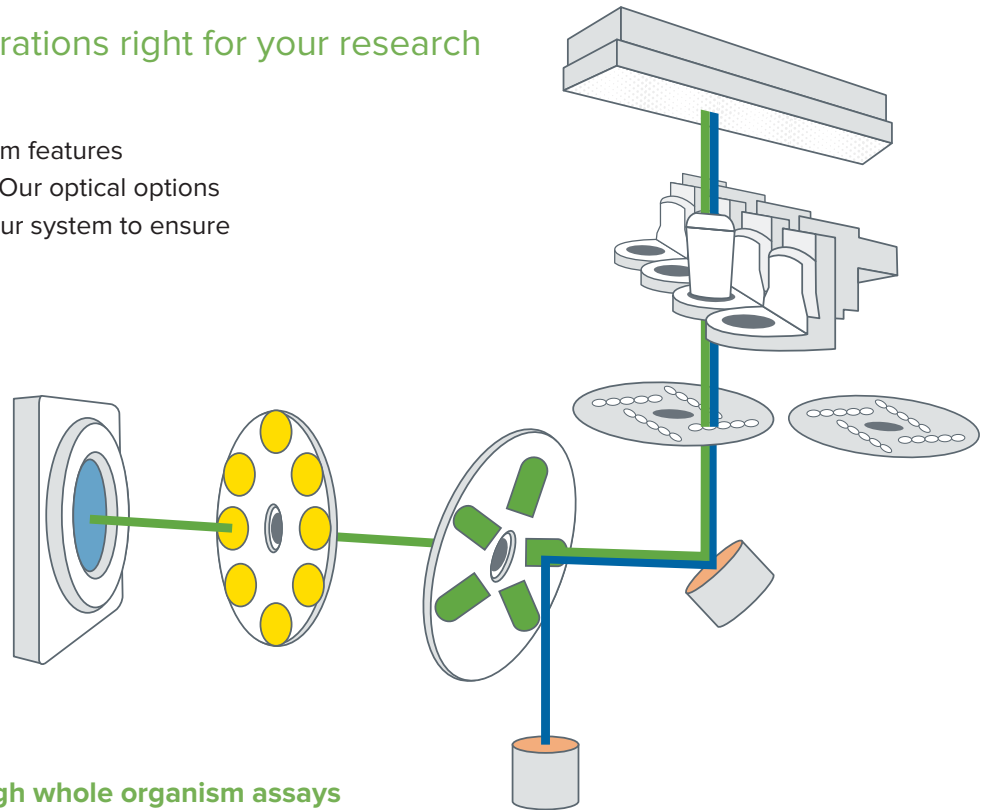 rations right for your research
m features
Our optical options
ur system to ensure
gh whole organism assays